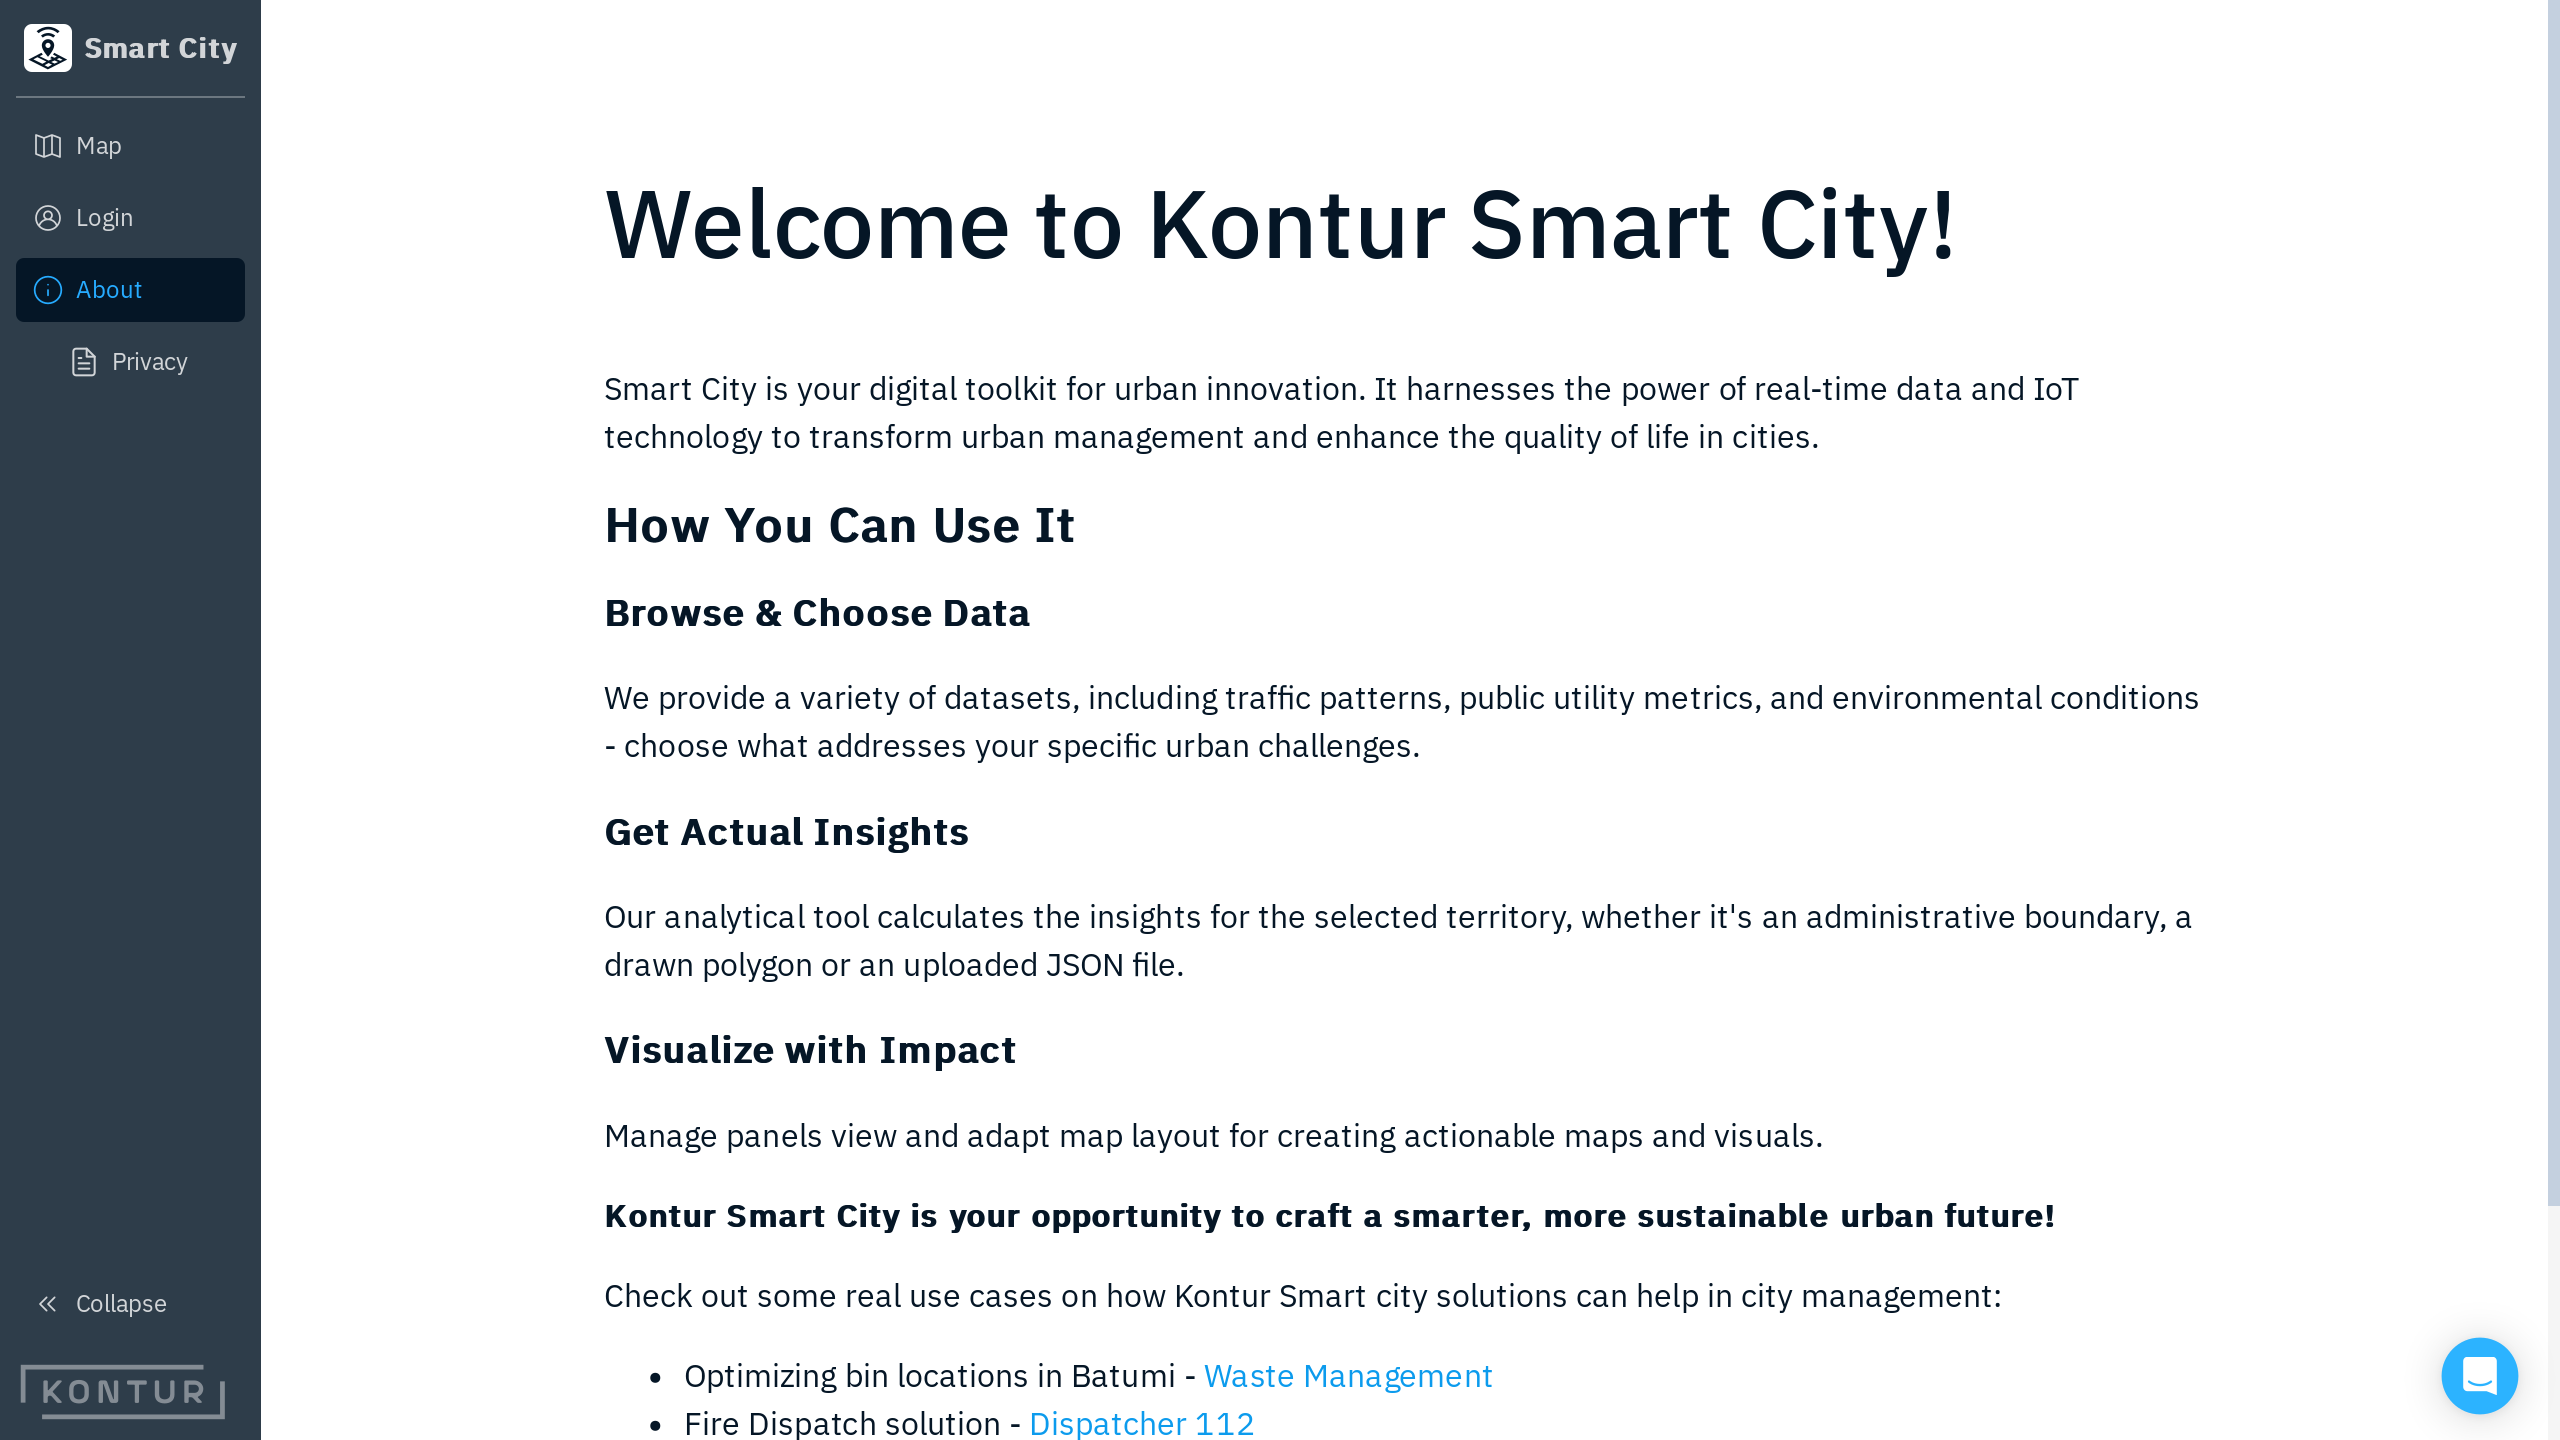 Smart City
Map
Login
About
Privacy
Collapse
KONTUR
Welcome to Kontur Smart City!
Smart City is your digital toolkit for urban innovation. It harnesses the power of real-time data and IoT
technology to transform urban management and enhance the quality of life in cities.
How You Can Use It
Browse & Choose Data
We provide a variety of datasets, including traffic patterns, public utility metrics, and environmental conditions
- choose what addresses your specific urban challenges.
Get Actual Insights
Our analytical tool calculates the insights for the selected territory, whether it's an administrative boundary, a
drawn polygon or an uploaded JSON file.
Visualize with Impact
Manage panels view and adapt map layout for creating actionable maps and visuals.
Kontur Smart City is your opportunity to craft a smarter, more sustainable urban future!
Check out some real use cases on how Kontur Smart city solutions can help in city management:
• Optimizing bin locations in Batumi - Waste Management
• Fire Dispatch solution - Dispatcher 112